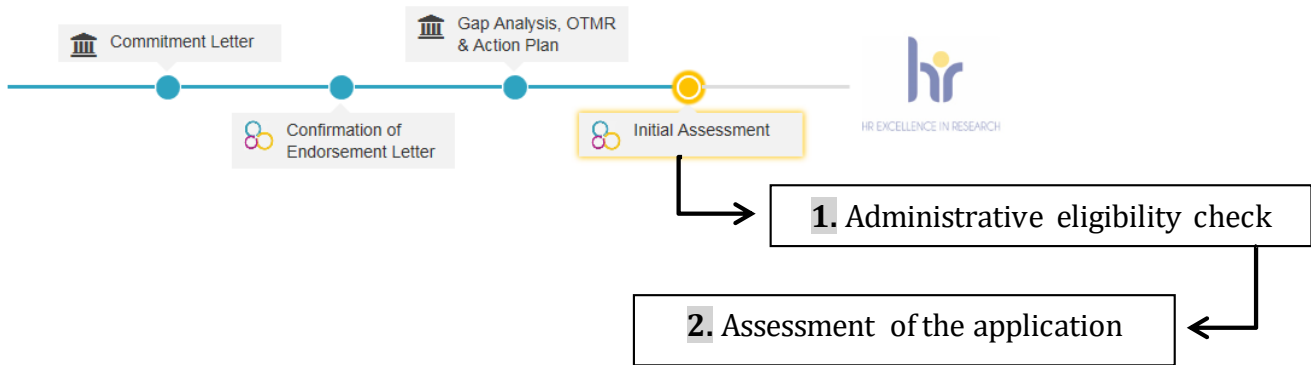 Commitment Letter
Gap Analysis, OTMR
& Action Plan
Confirmation of
Endorsement Letter
Initial Assessment
hr
HR EXCELLENCE IN RESEARCH
1. Administrative eligibility check
2. Assessment of the application